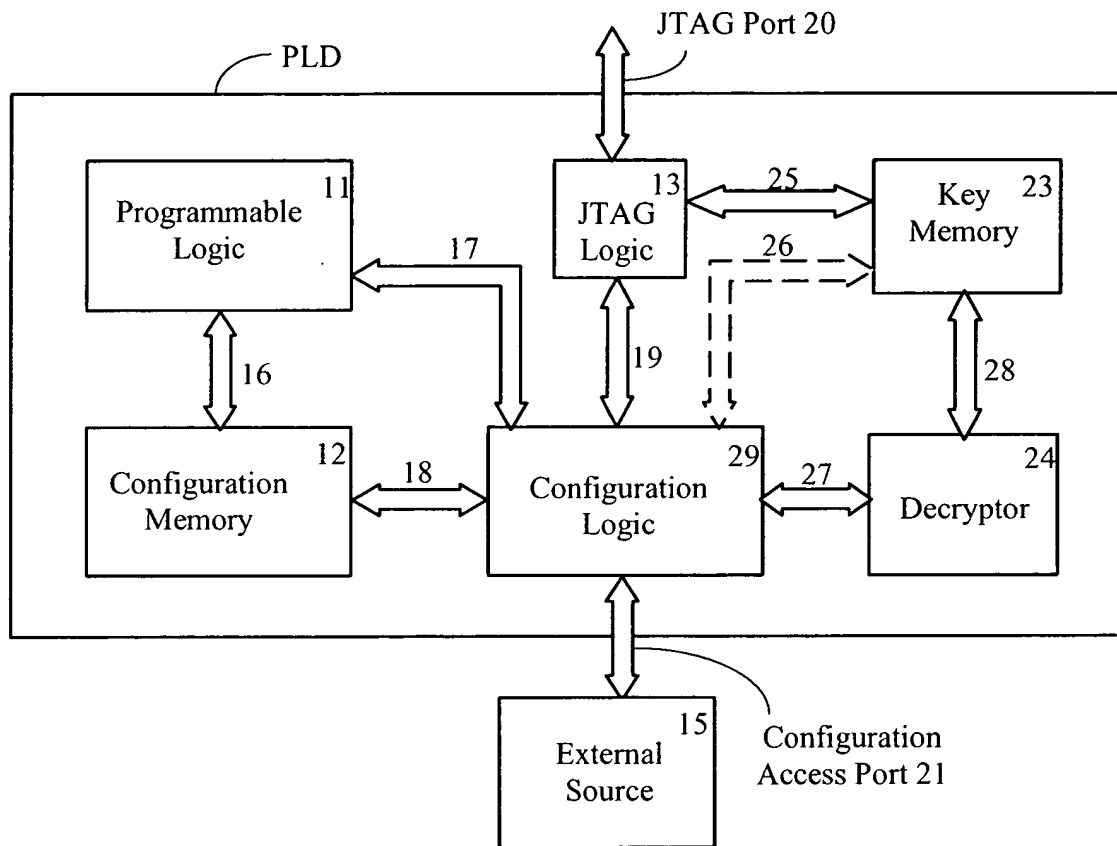 JTAG Port 20
PLD
11
Programmable
Logic
13
JTAG
Logic
25
23
Key
Memory
17
26
16
19
28
12
Configuration
Memory
18
29
Configuration
Logic
27
24
Decryptor
15
External
Source
Configuration
Access Port 21